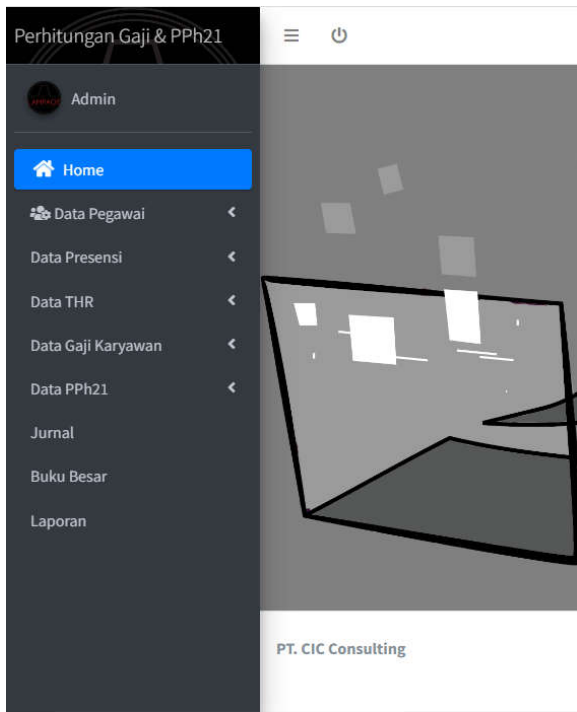 Perhitungan Gaji & PPh21
Admin
Home
Data Pegawai
Data Presensi
Data THR
Data Gaji Karyawan
Data PPh21
Jurnal
Buku Besar
Laporan
PT. CIC Consulting